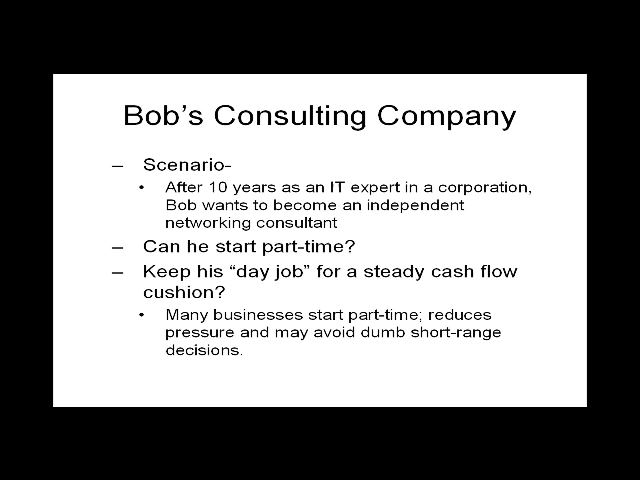 Bob's Consulting Company
– Scenario-
• After 10 years as an IT expert in a corporation,
Bob wants to become an independent
networking consultant
– Can he start part-time?
– Keep his “day job” for a steady cash flow
cushion?
• Many businesses start part-time; reduces
pressure and may avoid dumb short-range
decisions.